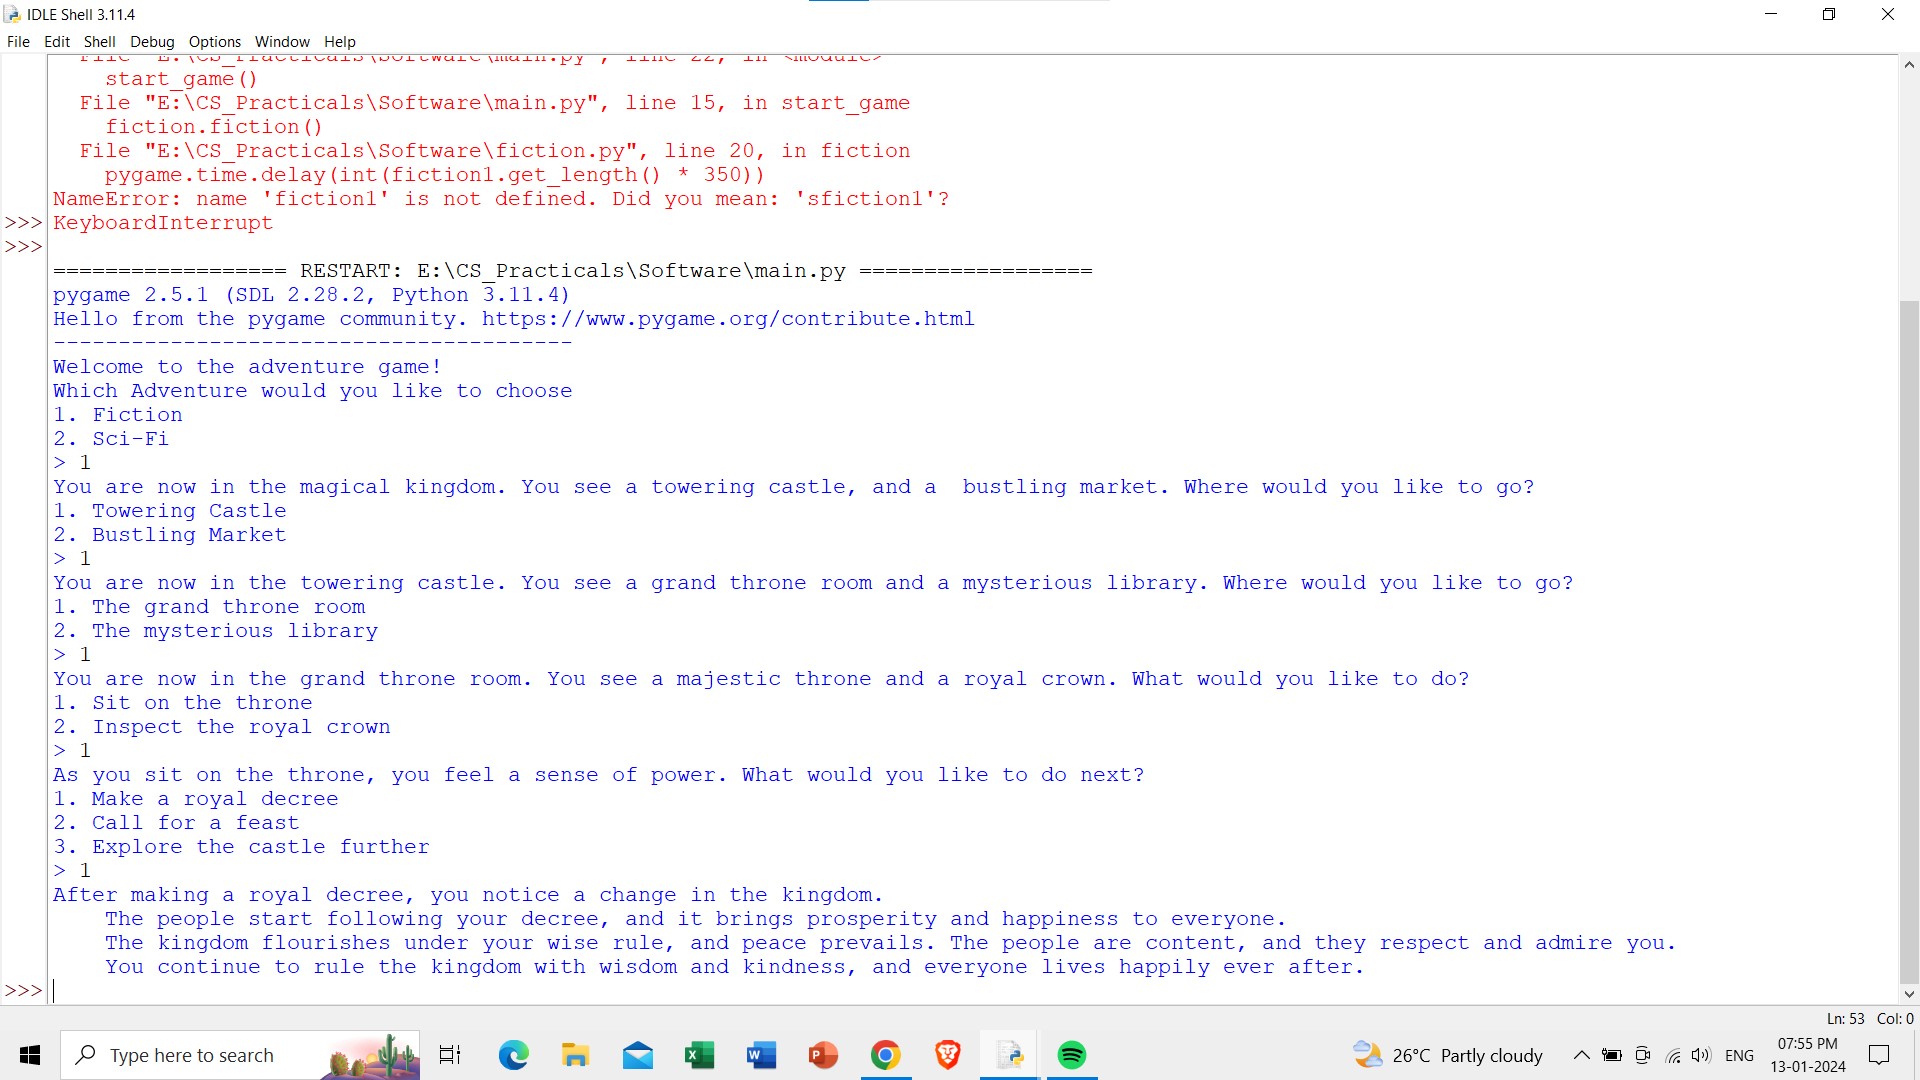 IDLE Shell 3.11.4
File Edit Shell Debug Options Window Help
File "E:\CS_Practicals\Software\main.py", line 22, in <module>
start_game()
File "E:\CS_Practicals\Software\main.py", line 15, in start_game
fiction.fiction()
File "E:\CS_Practicals\Software\fiction.py", line 20, in fiction
pygame.time.delay(int(fiction1.get_length() * 350))
NameError: name 'fiction1' is not defined. Did you mean: 'sfiction1'?
>>> KeyboardInterrupt
>>>
================== RESTART: E:\CS_Practicals\Software\main.py ==================
pygame 2.5.1 (SDL 2.28.2, Python 3.11.4)
Hello from the pygame community. https://www.pygame.org/contribute.html
----------------------------------------
Welcome to the adventure game!
Which Adventure would you like to choose
1. Fiction
2. Sci-Fi
> 1
You are now in the magical kingdom. You see a towering castle, and a  bustling market. Where would you like to go?
1. Towering Castle
2. Bustling Market
> 1
You are now in the towering castle. You see a grand throne room and a mysterious library. Where would you like to go?
1. The grand throne room
2. The mysterious library
> 1
You are now in the grand throne room. You see a majestic throne and a royal crown. What would you like to do?
1. Sit on the throne
2. Inspect the royal crown
> 1
As you sit on the throne, you feel a sense of power. What would you like to do next?
1. Make a royal decree
2. Call for a feast
3. Explore the castle further
> 1
After making a royal decree, you notice a change in the kingdom.
The people start following your decree, and it brings prosperity and happiness to everyone.
The kingdom flourishes under your wise rule, and peace prevails. The people are content, and they respect and admire you.
You continue to rule the kingdom with wisdom and kindness, and everyone lives happily ever after.
>>>
Ln: 53 Col: 0
Type here to search
26°C Partly cloudy
ENG
07:55 PM
13-01-2024